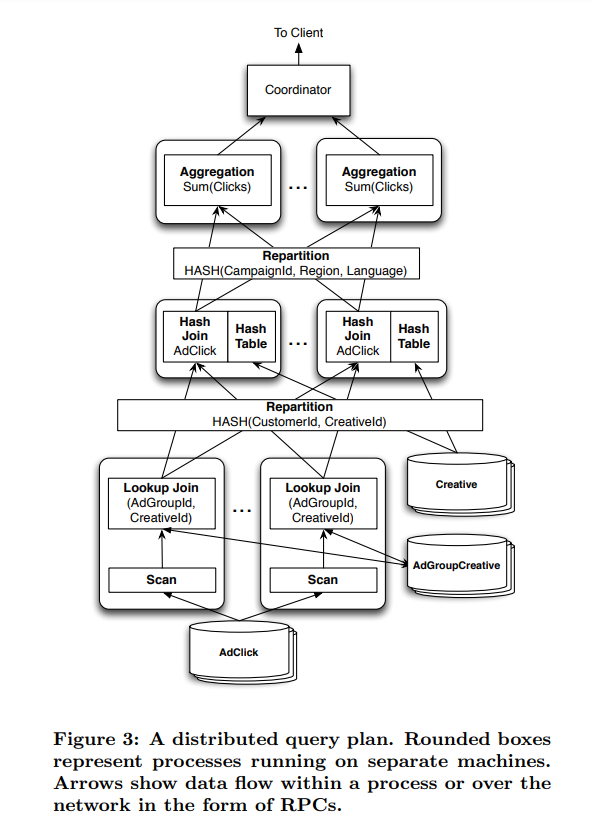 To Client
Coordinator
Aggregation
Sum(Clicks)
...
Aggregation
Sum(Clicks)
Repartition
HASH(CampaignId, Region, Language)
Hash
Join
AdClick
Hash
Table
...
Hash
Join
AdClick
Hash
Table
Repartition
HASH(CustomerId, CreativeId)
Lookup Join
(AdGroupId,
CreativeId)
...
Lookup Join
(AdGroupId,
CreativeId)
Creative
AdGroupCreative
Scan
Scan
AdClick
Figure 3: A distributed query plan. Rounded boxes
represent processes running on separate machines.
Arrows show data flow within a process or over the
network in the form of RPCs.